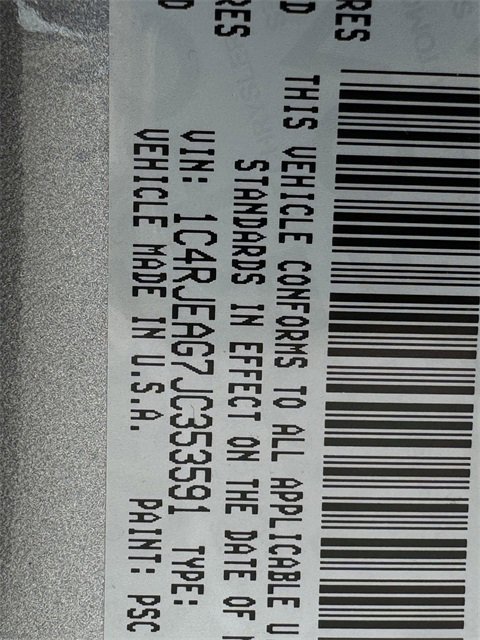 RES
THIS VEHICLE CONFORMS TO ALL APPLICABLE U
STANDARDS IN EFFECT ON THE DATE OF
VIN: 1C4RJEAG7JC353591 TYPE:
VEHICLE MADE IN U.S.A. PAINT: PSC